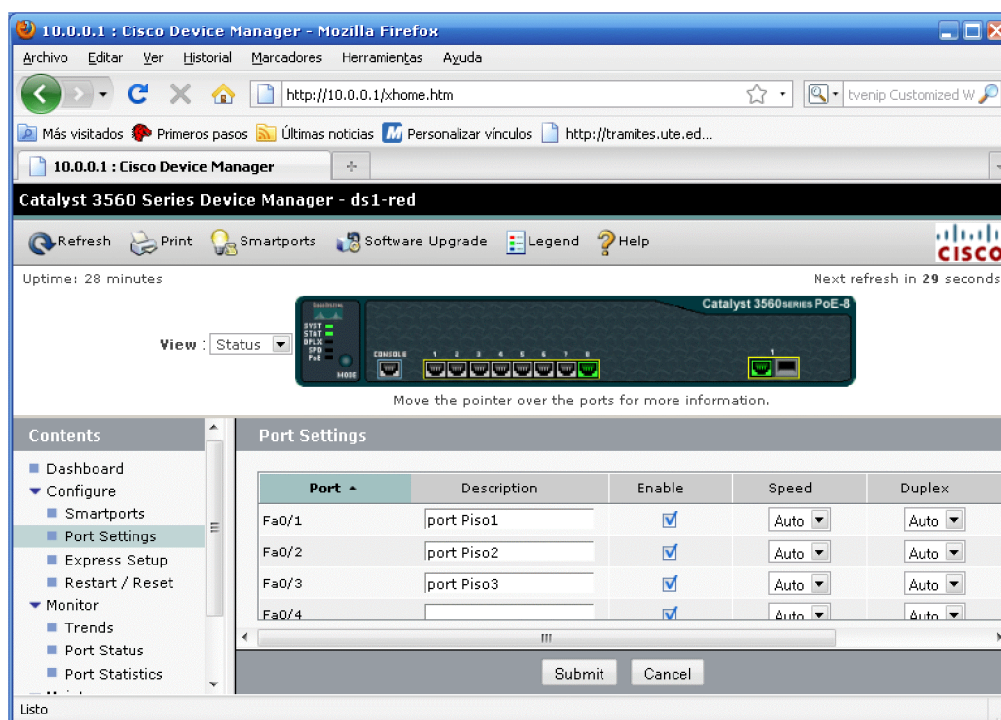 10.0.0.1 : Cisco Device Manager - Mozilla Firefox
Archivo Editar Ver Historial Marcadores Herramientas Ayuda
http://10.0.0.1/xhome.htm
tvenip Customized W
Más visitados Primeros pasos Últimas noticias Personalizar vínculos http://tramites.ute.ed...
10.0.0.1 : Cisco Device Manager
Catalyst 3560 Series Device Manager - ds1-red
Refresh Print Smartports Software Upgrade Legend Help
CISCO
Uptime: 28 minutes
Next refresh in 29 seconds
Catalyst 3560 SERIES PoE-8
View : Status
SYST
STAT
DPLX
SPD
PoE
MODE
CONSOLE
1 2 3 4 5 6 7 8
1
Move the pointer over the ports for more information.
Contents
Dashboard
Configure
Smartports
Port Settings
Express Setup
Restart / Reset
Monitor
Trends
Port Status
Port Statistics
Port Settings
Port Description Enable Speed Duplex
Fa0/1 port Piso1 Auto Auto
Fa0/2 port Piso2 Auto Auto
Fa0/3 port Piso3 Auto Auto
Fa0/4 Auto Auto
Submit Cancel
Listo